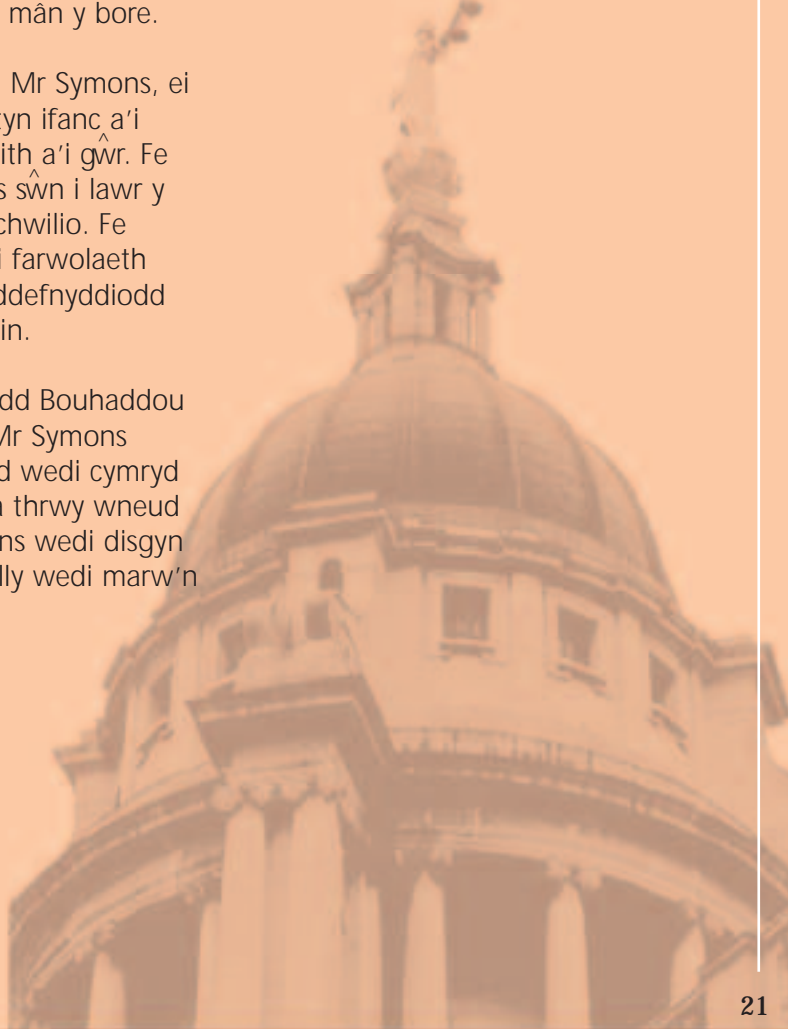 mân y bore.
Mr Symons, ei
yn ifanc a'i
ith a'i gŵr. Fe
s sŵn i lawr y
chwilio. Fe
i farwolaeth
ddefnyddiodd
in.
dd Bouhaddou
Mr Symons
d wedi cymryd
a thrwy wneud
ns wedi disgyn
lly wedi marw'n
21